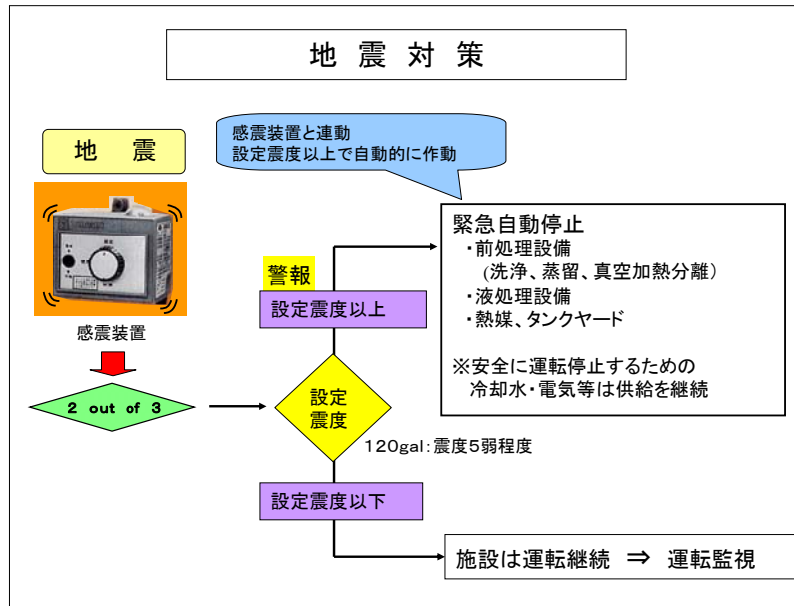 地 震 対 策
感震装置と連動
設定震度以上で自動的に作動
地 震
緊急自動停止
・前処理設備
(洗浄、蒸留、真空加熱分離)
・液処理設備
・熱媒、タンクヤード
※安全に運転停止するための
冷却水・電気等は供給を継続
警報
設定震度以上
感震装置
2 out of 3
設定
震度
120gal:震度5弱程度
設定震度以下
施設は運転継続 ⇒ 運転監視